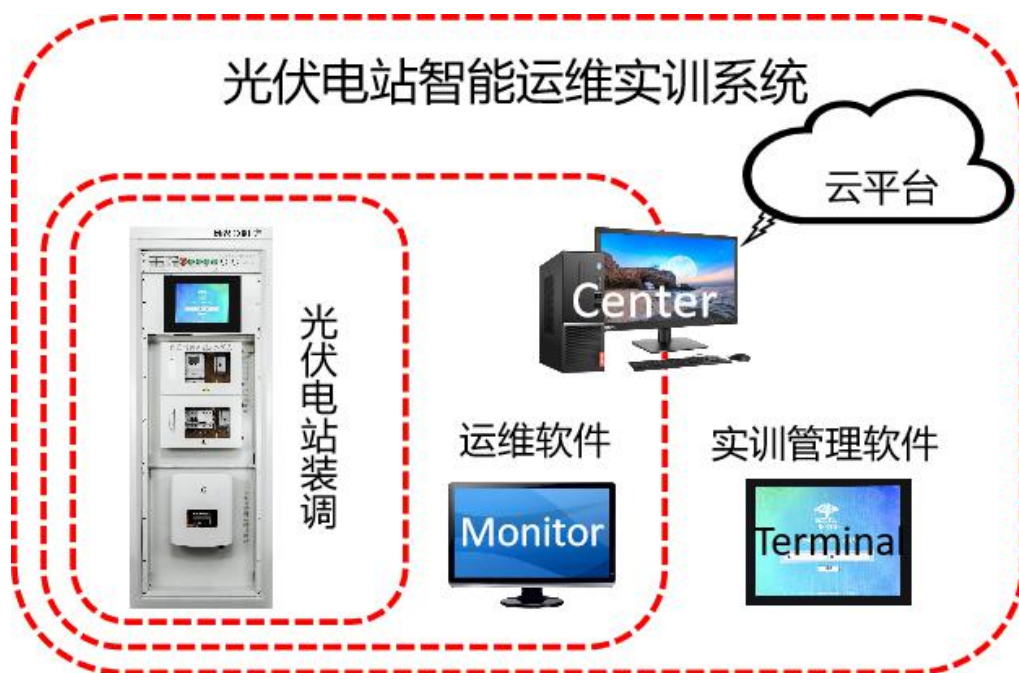 光伏电站智能运维实训系统
云平台
Center
光伏电站装调
运维软件
实训管理软件
Monitor
Terminal